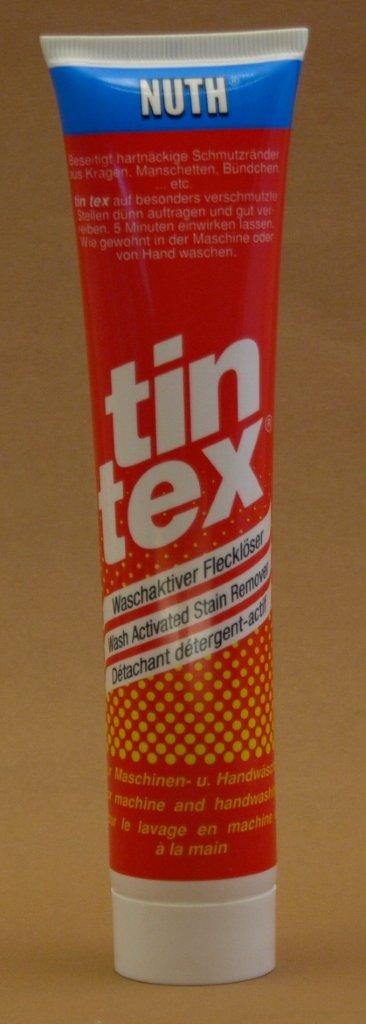 NUTH®
Beseitigt hartnäckige Schmutzränder
aus Kragen, Manschetten, Bündchen
... etc.
tin tex auf besonders verschmutzte
Stellen dünn auftragen und gut ver-
reiben. 5 Minuten einwirken lassen.
Wie gewohnt in der Maschine oder
von Hand waschen.
tin
tex®
Waschaktiver Flecklöser
Wash Activated Stain Remover
Détachant détergent-actif
Maschinen- u. Handwäsc
machine and handwash
le lavage en machine
à la main